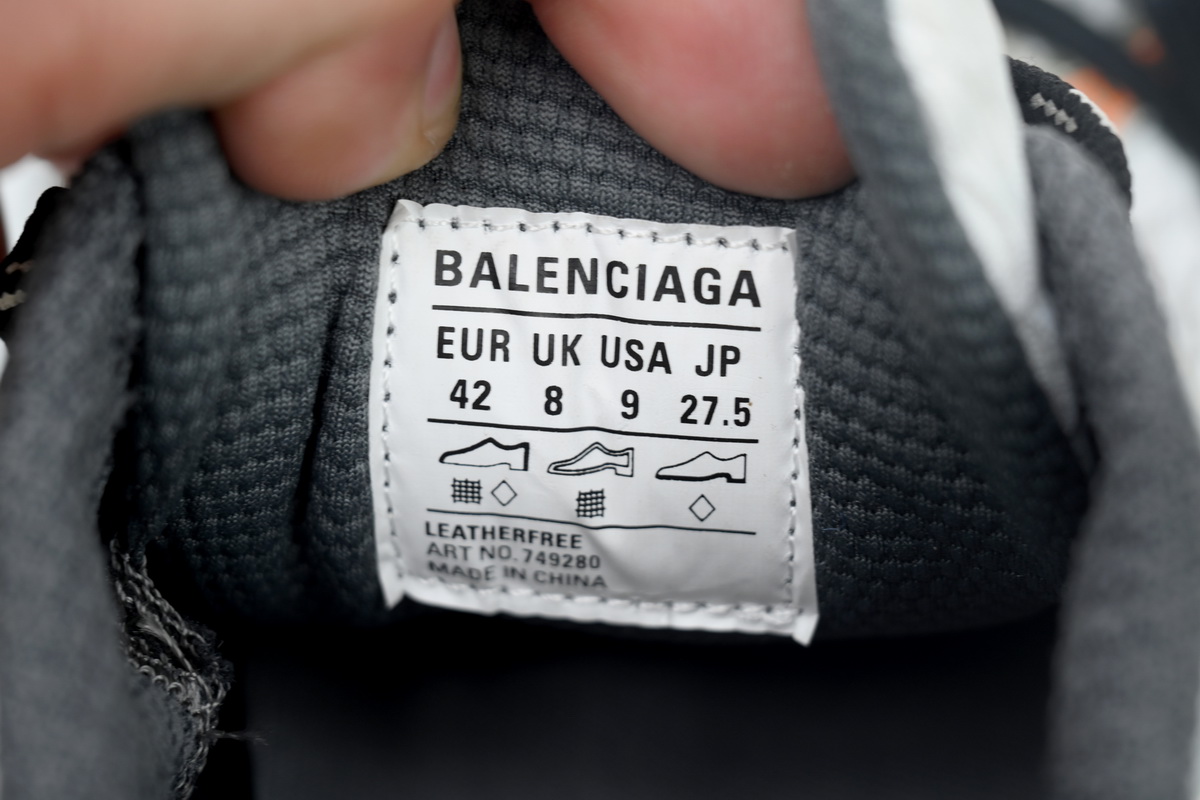 BALENCIAGA
EUR UK USA JP
42 8 9 27.5
LEATHERFREE
ART NO. 749280
MADE IN CHINA